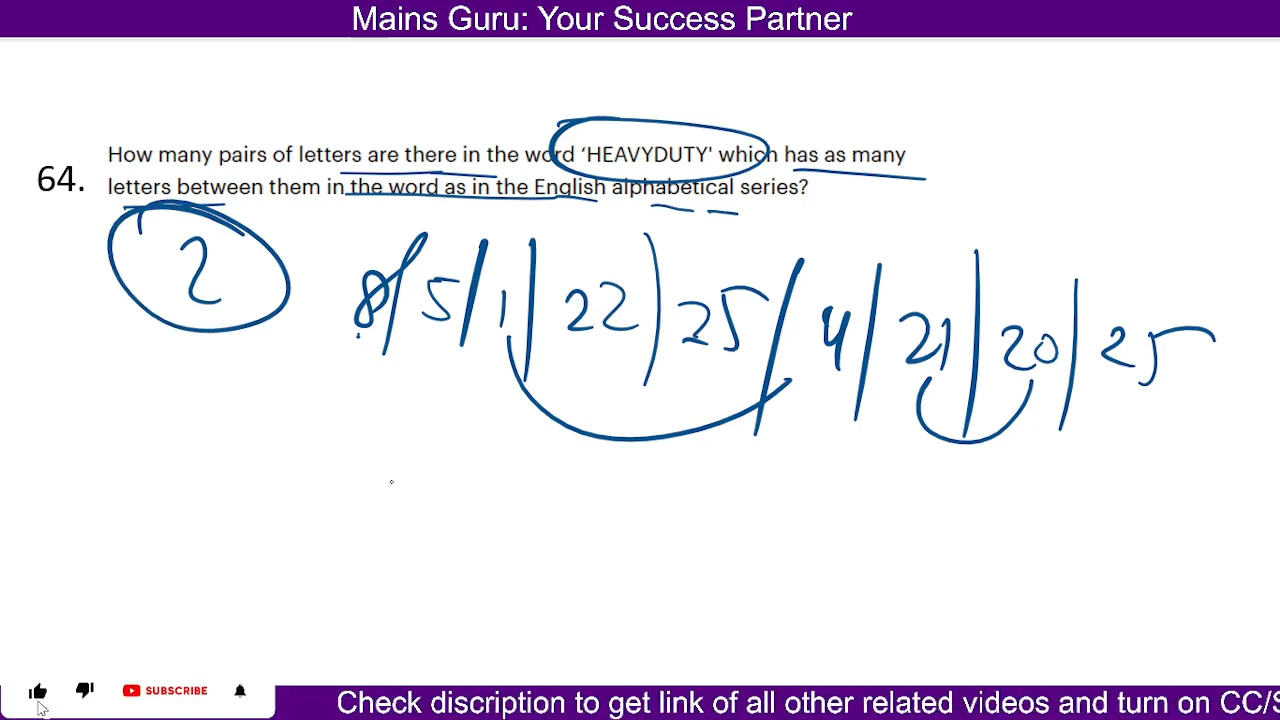 Mains Guru: Your Success Partner
64.
How many pairs of letters are there in the word ‘HEAVYDUTY' which has as many
letters between them in the word as in the English alphabetical series?
2
8/5/1/22/25/4/21/20/25
SUBSCRIBE
Check discription to get link of all other related videos and turn on CC/S